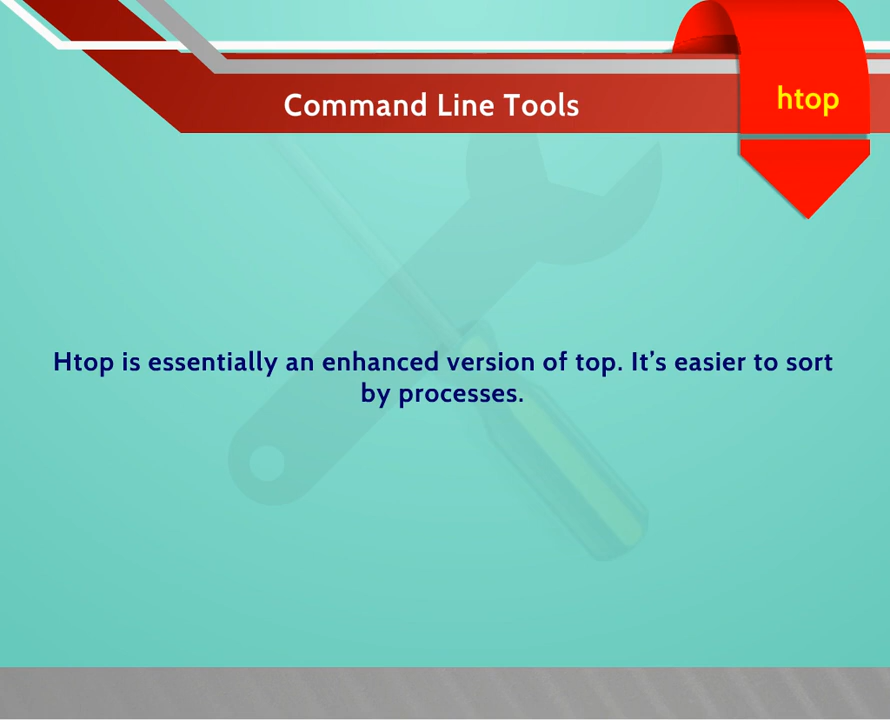 Command Line Tools
htop
Htop is essentially an enhanced version of top. It’s easier to sort
by processes.